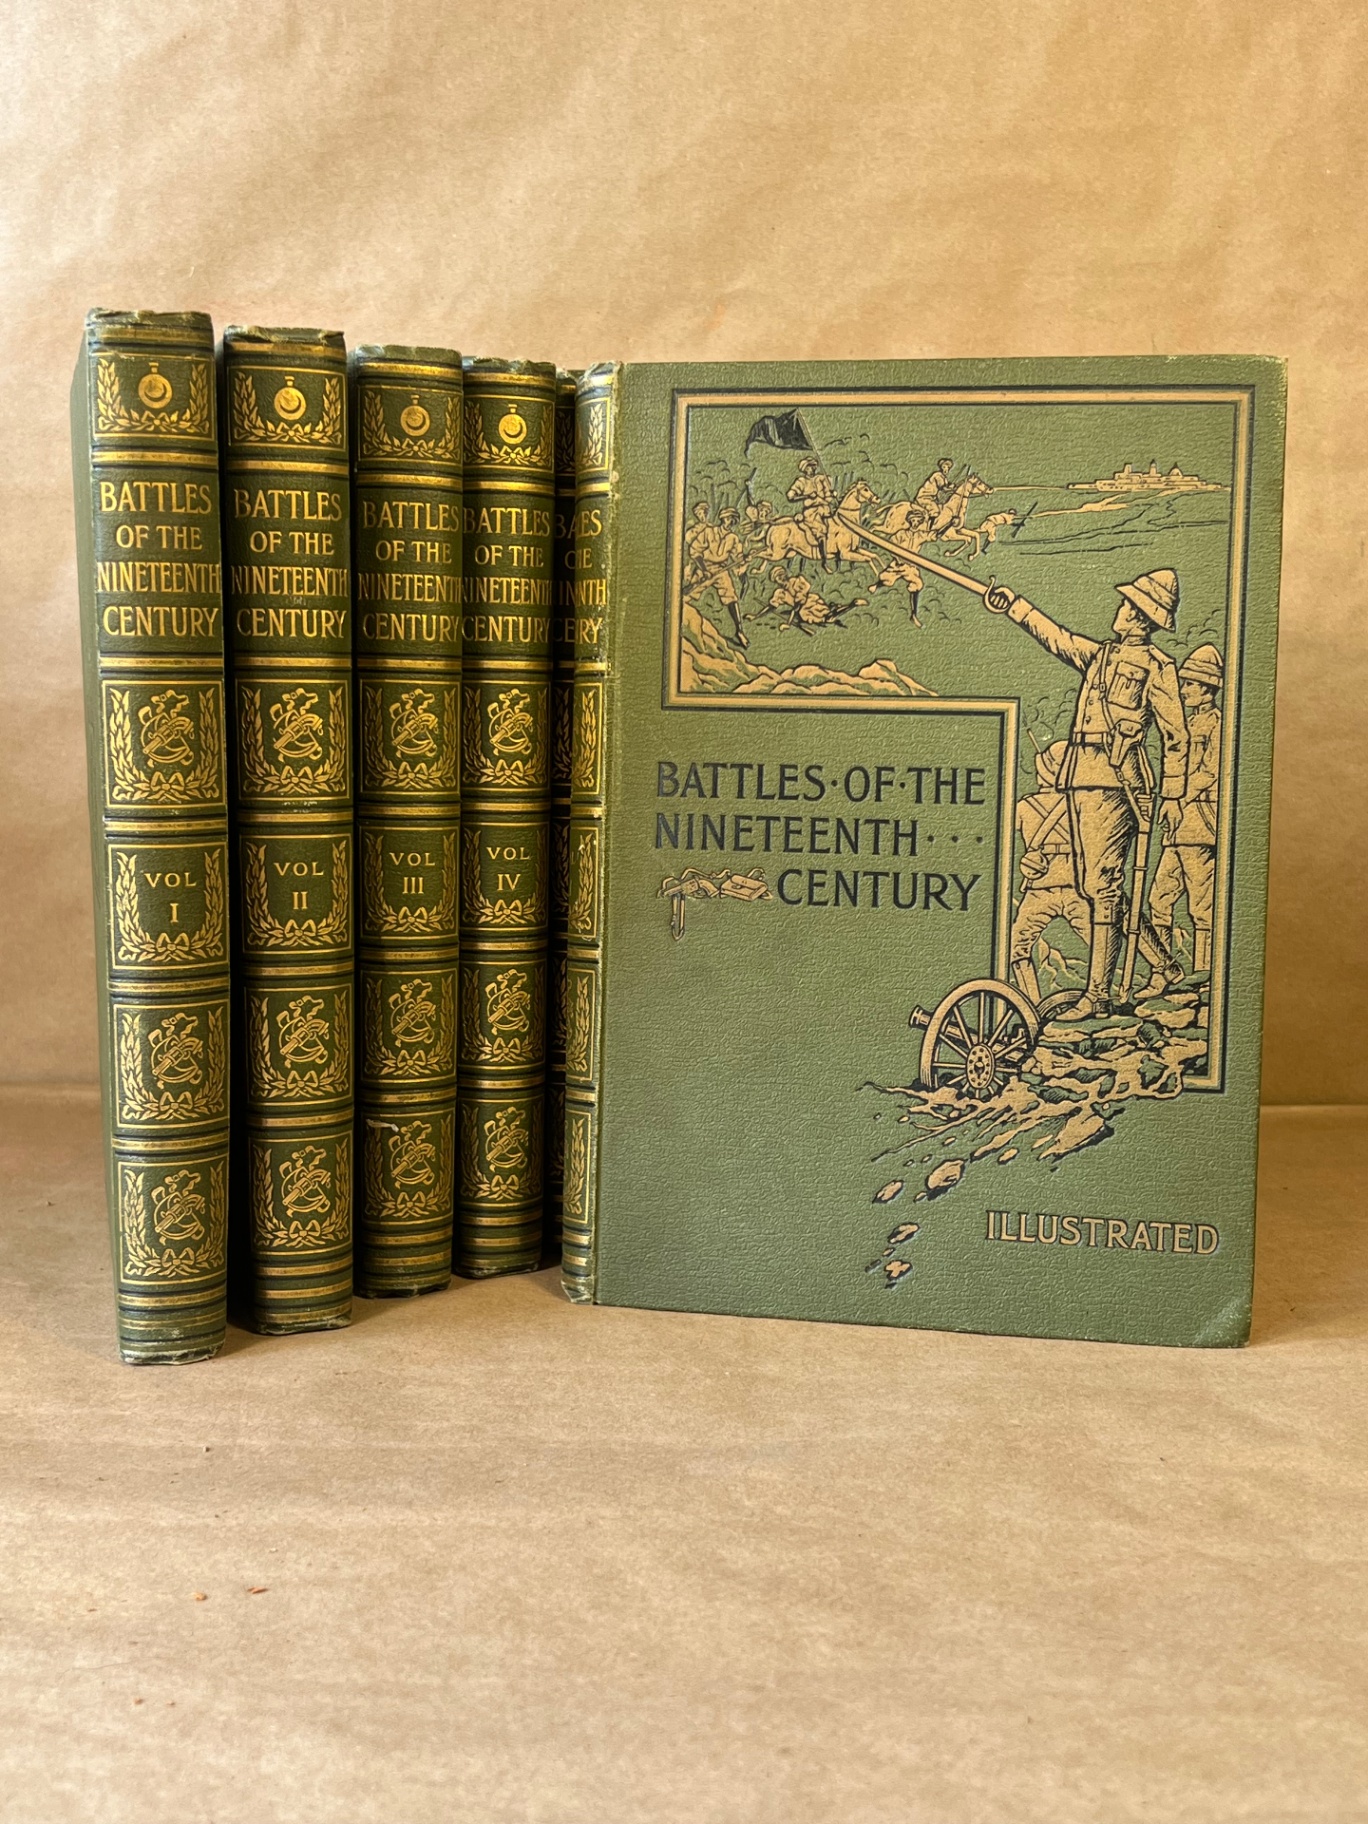 BATTLES
OF THE
NINETEENTH
CENTURY
VOL
I
BATTLES
OF THE
NINETEENTH
CENTURY
VOL
II
BATTLES
OF THE
NINETEENTH
CENTURY
VOL
III
BATTLES
OF THE
NINETEENTH
CENTURY
VOL
IV
BATTLES·OF·THE
NINETEENTH···
CENTURY
ILLUSTRATED